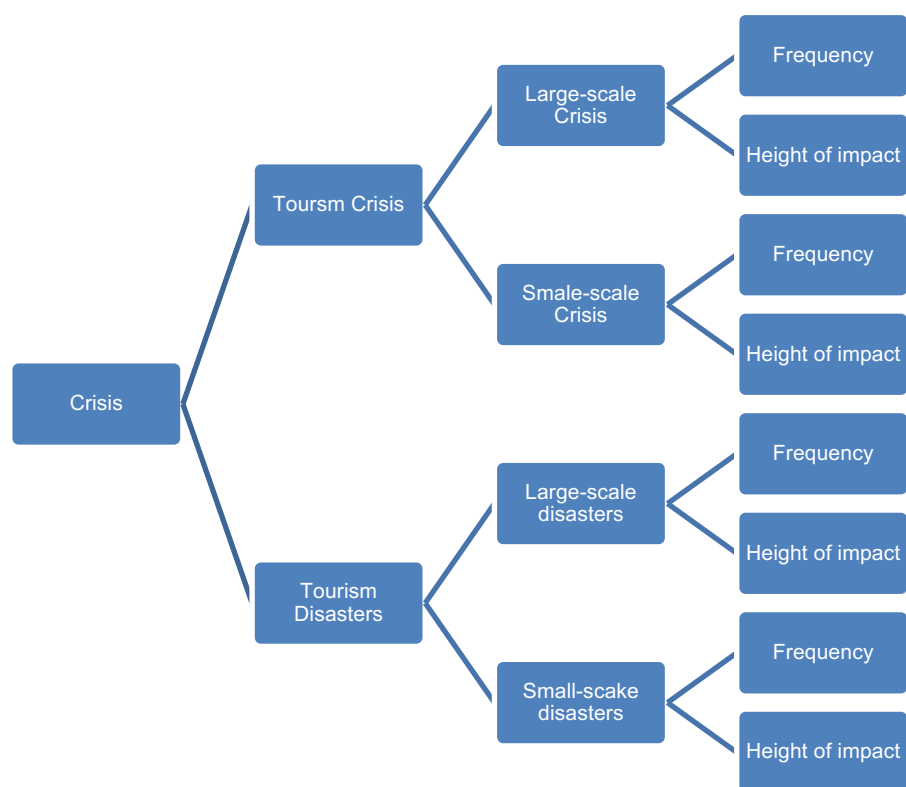 Frequency
Large-scale
Crisis
Height of impact
Toursm Crisis
Frequency
Smale-scale
Crisis
Height of impact
Crisis
Frequency
Large-scale
disasters
Height of impact
Tourism
Disasters
Frequency
Small-scake
disasters
Height of impact